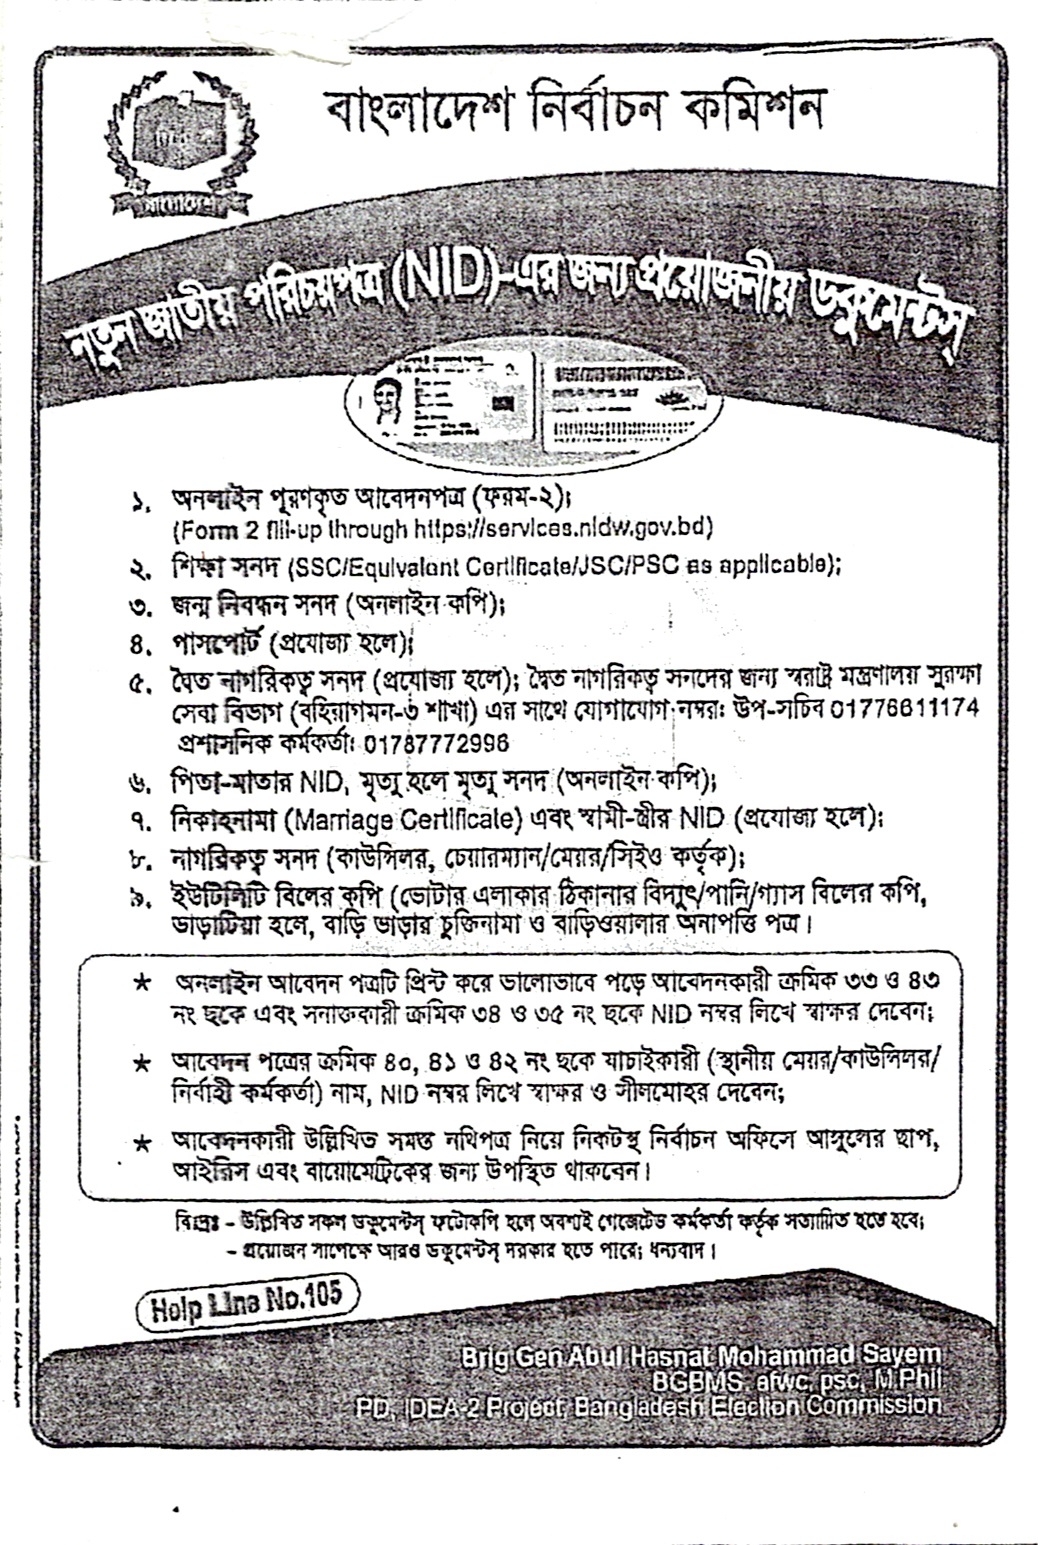 বাংলাদেশ নির্বাচন কমিশন
নতুন জাতীয় পরিচয়পত্র (NID)-এর জন্য প্রয়োজনীয় ডকুমেন্টস্
১. অনলাইন পূরণকৃত আবেদনপত্র (ফরম-২);
(Form 2 fill-up through https://services.nidw.gov.bd)
২. শিক্ষা সনদ (SSC/Equivalent Certificate/JSC/PSC as applicable);
৩. জন্ম নিবন্ধন সনদ (অনলাইন কপি);
৪. পাসপোর্ট (প্রযোজ্য হলে);
৫. দ্বৈত নাগরিকত্ব সনদ (প্রযোজ্য হলে); দ্বৈত নাগরিকত্ব সনদের জন্য স্বরাষ্ট্র মন্ত্রণালয় সুরক্ষা
সেবা বিভাগ (বহিরাগমন-৩ শাখা) এর সাথে যোগাযোগ নম্বরঃ উপ-সচিব 01776611174
প্রশাসনিক কর্মকর্তাঃ 01787772996
৬. পিতা-মাতার NID, মৃত্যু হলে মৃত্যু সনদ (অনলাইন কপি);
৭. নিকাহনামা (Marriage Certificate) এবং স্বামী-স্ত্রীর NID (প্রযোজ্য হলে);
৮. নাগরিকত্ব সনদ (কাউন্সিলর, চেয়ারম্যান/মেয়র/সিইও কর্তৃক);
৯. ইউটিলিটি বিলের কপি (ভোটার এলাকার ঠিকানার বিদ্যুৎ/পানি/গ্যাস বিলের কপি,
ভাড়াটিয়া হলে, বাড়ি ভাড়ার চুক্তিনামা ও বাড়িওয়ালার অনাপত্তি পত্র।
★ অনলাইন আবেদন পত্রটি প্রিন্ট করে ভালোভাবে পড়ে আবেদনকারী ক্রমিক ৩৩ ও ৪৩
নং ছকে এবং সনাক্তকারী ক্রমিক ৩৪ ও ৩৫ নং ছকে NID নম্বর লিখে স্বাক্ষর দেবেন;
★ আবেদন পত্রের ক্রমিক ৪০, ৪১ ও ৪২ নং ছকে যাচাইকারী (স্থানীয় মেয়র/কাউন্সিলর/
নির্বাহী কর্মকর্তা) নাম, NID নম্বর লিখে স্বাক্ষর ও সীলমোহর দেবেন;
★ আবেদনকারী উল্লিখিত সমস্ত নথিপত্র নিয়ে নিকটস্থ নির্বাচন অফিসে আঙ্গুলের ছাপ,
আইরিস এবং বায়োমেট্রিকের জন্য উপস্থিত থাকবেন।
বিঃদ্রঃ - উল্লিখিত সকল ডকুমেন্টস্ ফটোকপি হলে অবশ্যই গেজেটেড কর্মকর্তা কর্তৃক সত্যায়িত হতে হবে;
- প্রয়োজন সাপেক্ষে আরও ডকুমেন্টস্ দরকার হতে পারে; ধন্যবাদ।
Help Line No.105
Brig Gen Abul Hasnat Mohammad Sayem
BGBMS, afwc, psc, M Phil
PD, IDEA-2 Project, Bangladesh Election Commission